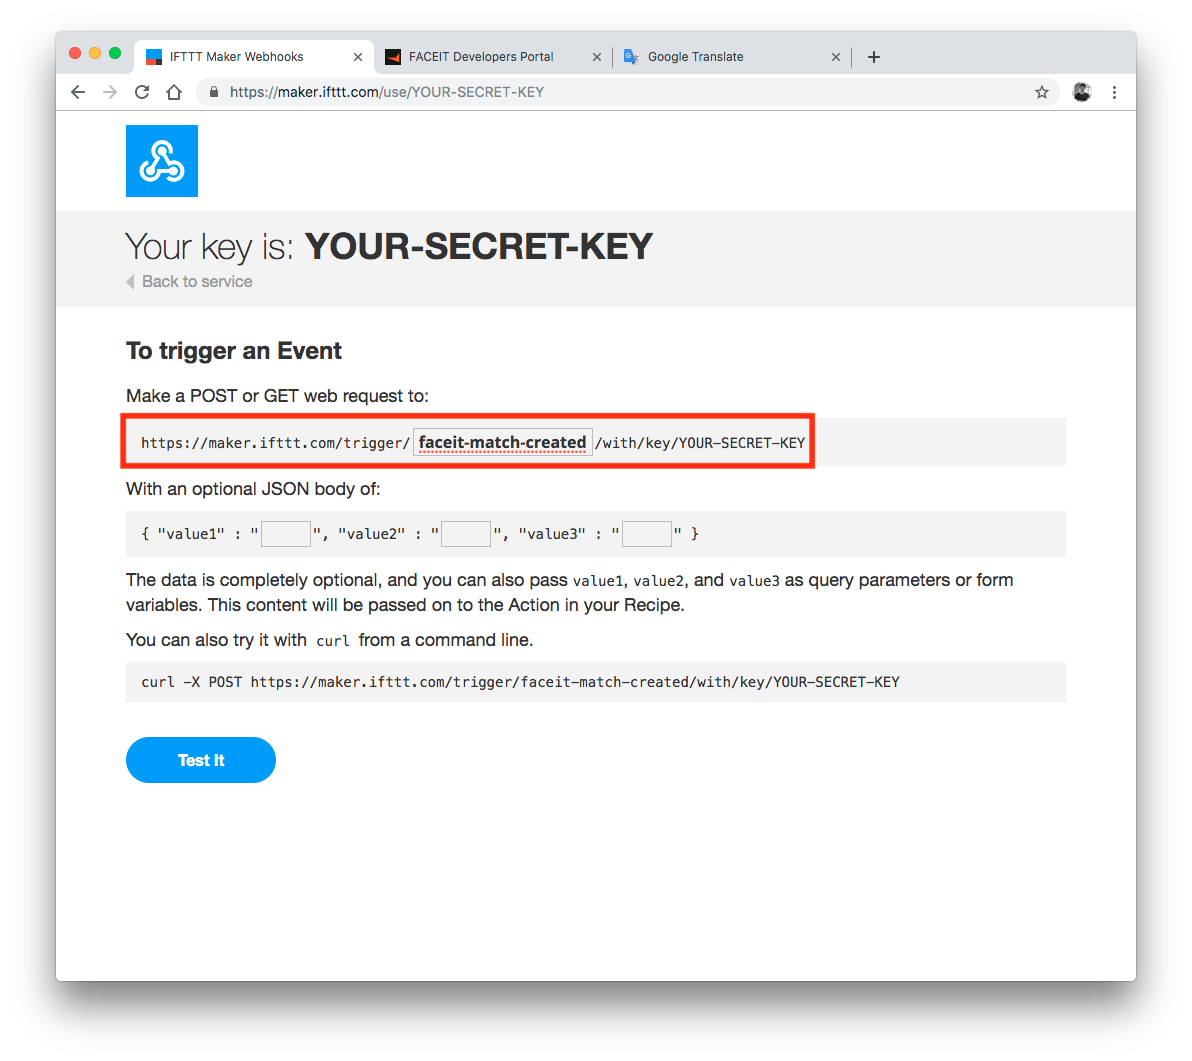 IFTTT Maker Webhooks
FACEIT Developers Portal
Google Translate
https://maker.ifttt.com/use/YOUR-SECRET-KEY
Your key is: YOUR-SECRET-KEY
Back to service
To trigger an Event
Make a POST or GET web request to:
https://maker.ifttt.com/trigger/ faceit-match-created /with/key/YOUR-SECRET-KEY
With an optional JSON body of:
{ "value1" : " ", "value2" : " ", "value3" : " " }
The data is completely optional, and you can also pass value1, value2, and value3 as query parameters or form
variables. This content will be passed on to the Action in your Recipe.
You can also try it with curl from a command line.
curl -X POST https://maker.ifttt.com/trigger/faceit-match-created/with/key/YOUR-SECRET-KEY
Test It